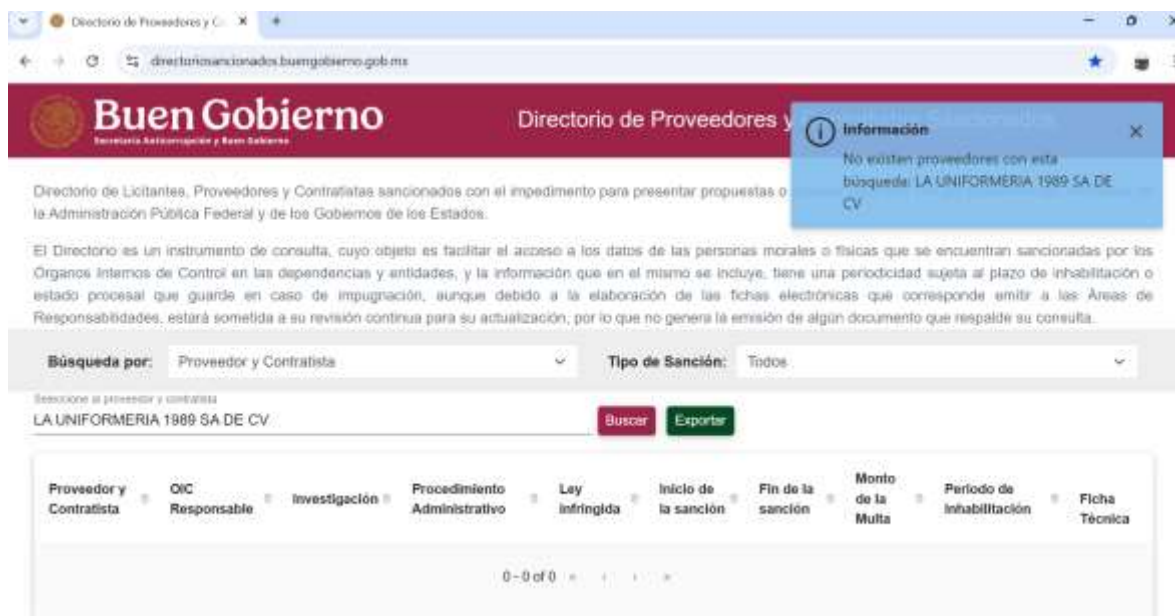 Directorio de Proveedores y C
directoriosancionados.buengobierno.gob.mx
Buen Gobierno
Secretaría Anticorrupción y Buen Gobierno
Directorio de Proveedores y
Información
No existen proveedores con esta
búsqueda: LA UNIFORMERIA 1989 SA DE
CV
Directorio de Licitantes, Proveedores y Contratistas sancionados con el impedimento para presentar propuestas o
la Administración Pública Federal y de los Gobiernos de los Estados.
El Directorio es un instrumento de consulta, cuyo objeto es facilitar el acceso a los datos de las personas morales o físicas que se encuentran sancionadas por los
Órganos Internos de Control en las dependencias y entidades, y la información que en el mismo se incluye, tiene una periodicidad sujeta al plazo de inhabilitación o
estado procesal que guarde en caso de impugnación, aunque debido a la elaboración de las fichas electrónicas que corresponde emitir a las Áreas de
Responsabilidades, estará sometida a su revisión continua para su actualización, por lo que no genera la emisión de algún documento que respalde su consulta.
Búsqueda por: Proveedor y Contratista Tipo de Sanción: Todos
Seleccione al proveedor y contratista
LA UNIFORMERIA 1989 SA DE CV Buscar Exportar
Proveedor y Contratista OIC Responsable Investigación Procedimiento Administrativo Ley infringida Inicio de la sanción Fin de la sanción Monto de la Multa Periodo de Inhabilitación Ficha Técnica
0 – 0 of 0